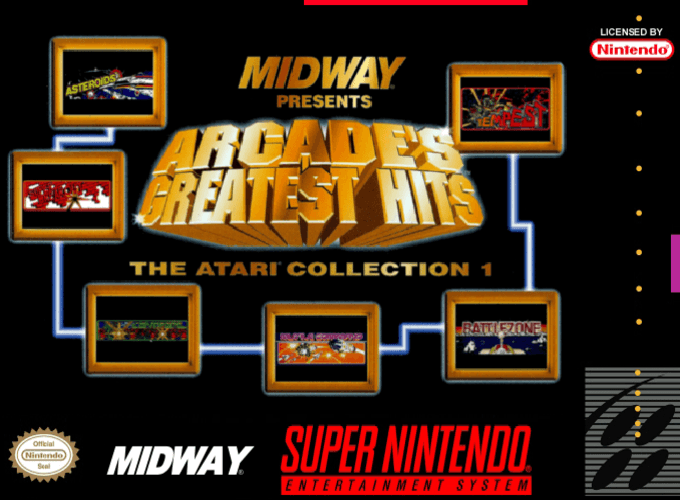 LICENSED BY
Nintendo
MIDWAY
PRESENTS
ARCADE'S
GREATEST HITS
THE ATARI COLLECTION 1
ASTEROIDS
TEMPEST
BATTLEZONE
Official
Nintendo
Seal
MIDWAY
SUPER NINTENDO
ENTERTAINMENT SYSTEM